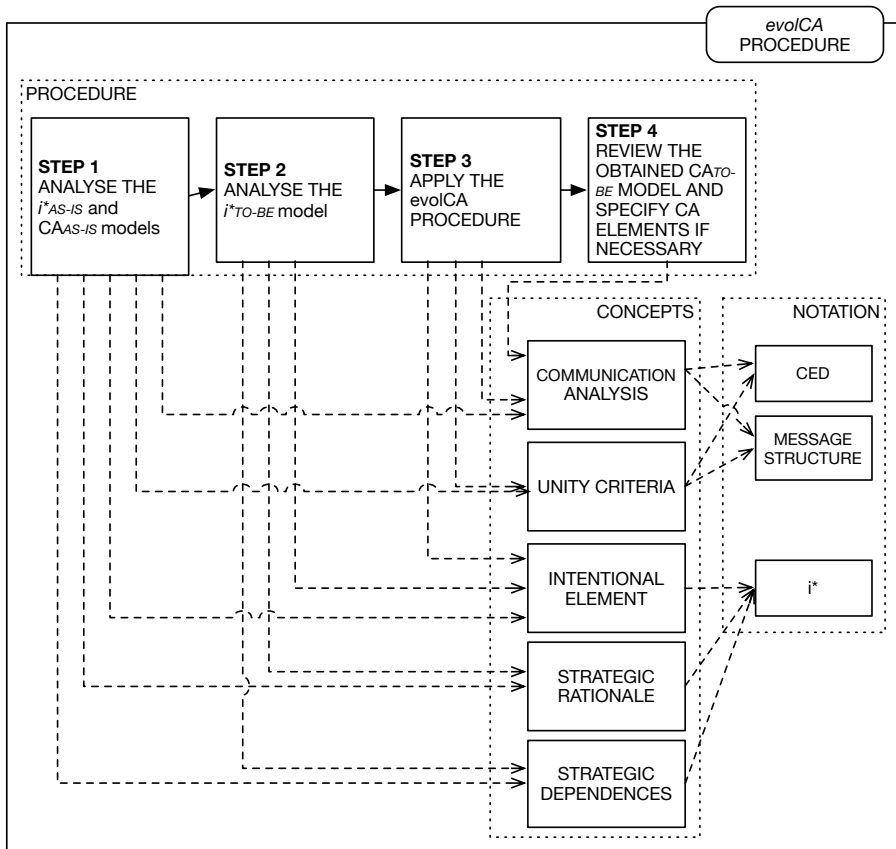 evolCA
PROCEDURE
PROCEDURE
STEP 1
ANALYSE THE
i*AS-IS and
CAAS-IS models
STEP 2
ANALYSE THE
i*TO-BE model
STEP 3
APPLY THE
evolCA
PROCEDURE
STEP 4
REVIEW THE
OBTAINED CATO-
BE MODEL AND
SPECIFY CA
ELEMENTS IF
NECESSARY
CONCEPTS
COMMUNICATION
ANALYSIS
UNITY CRITERIA
INTENTIONAL
ELEMENT
STRATEGIC
RATIONALE
STRATEGIC
DEPENDENCES
NOTATION
CED
MESSAGE
STRUCTURE
i*